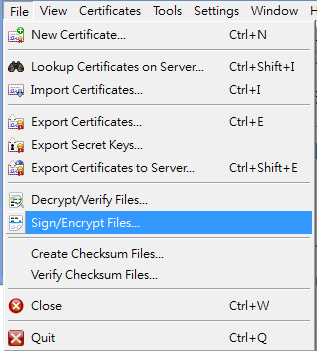 File View Certificates Tools Settings Window
New Certificate... Ctrl+N
Lookup Certificates on Server... Ctrl+Shift+I
Import Certificates... Ctrl+I
Export Certificates... Ctrl+E
Export Secret Keys...
Export Certificates to Server... Ctrl+Shift+E
Decrypt/Verify Files...
Sign/Encrypt Files...
Create Checksum Files...
Verify Checksum Files...
Close Ctrl+W
Quit Ctrl+Q